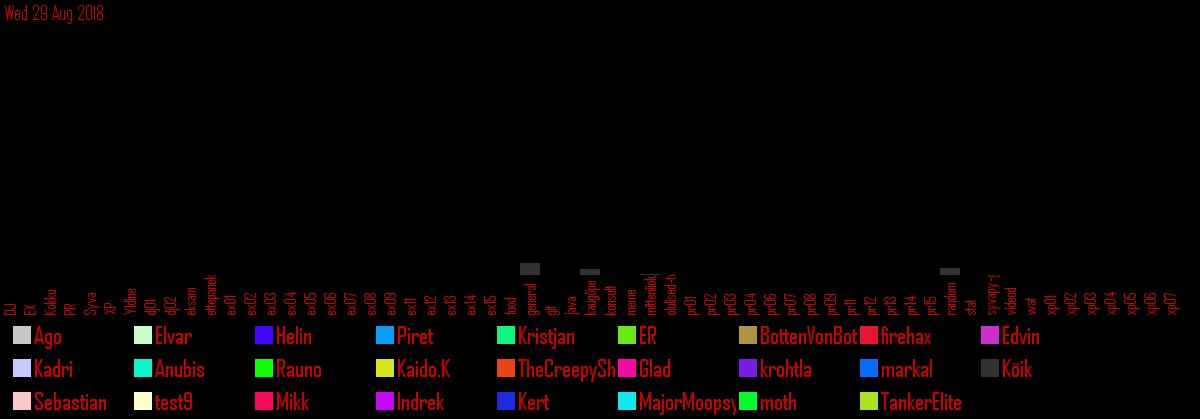 Wed 29 Aug 2018
DJ EX Kokku PR Syva XP Yldine dj01 dj02 eksam ettepanek ex01 ex02 ex03 ex04 ex05 ex06 ex07 ex08 ex09 ex11 ex12 ex13 ex14 ex15 food general git java kaugõpe konsult meme olulised-h pr01 pr02 pr03 pr04 pr06 pr07 pr08 pr09 pr11 pr12 pr13 pr14 pr15 random stat videod wat xp01 xp02 xp03 xp04 xp05 xp06 xp07
Ago Elvar Helin Piret Kristjan ER BottenVonBot firehax Edvin
Kadri Anubis Rauno Kaido.K TheCreepySh Glad krohtla markal Kõik
Sebastian test9 Mikk Indrek Kert MajorMoopsy moth TankerElite